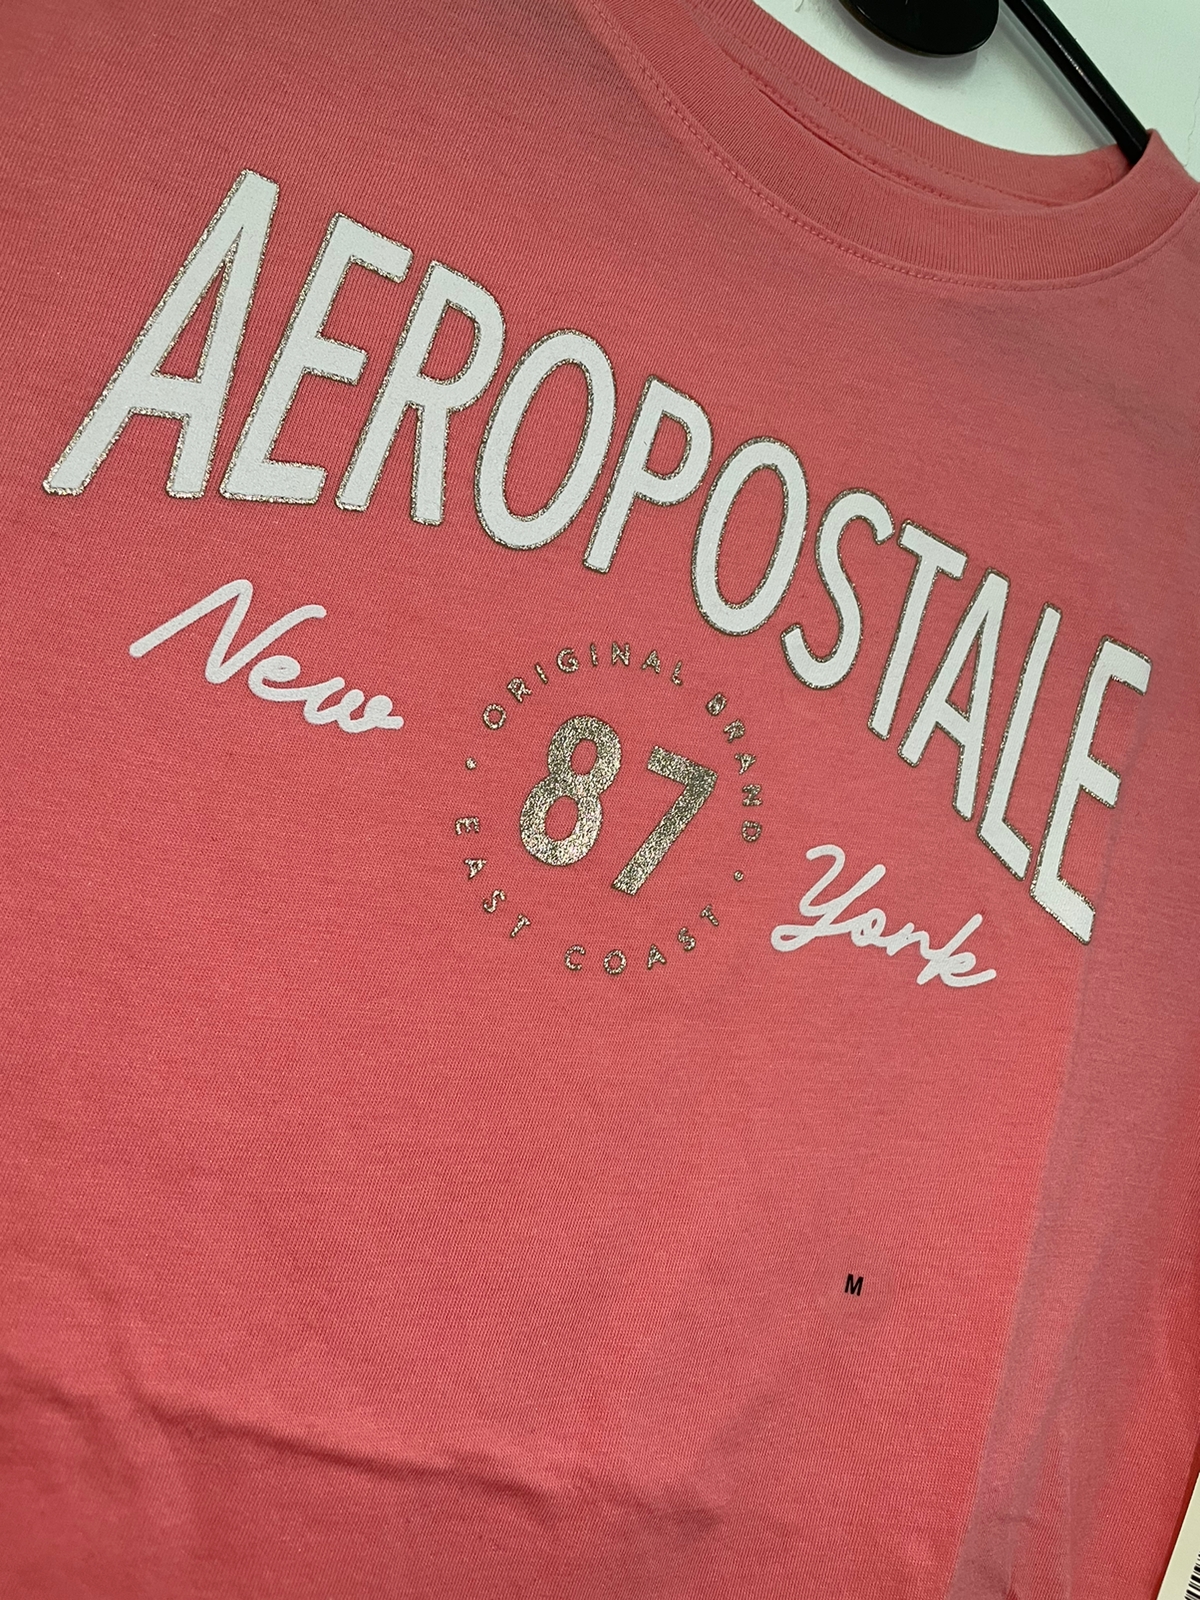 AEROPOSTALE
New York
ORIGINAL BRAND
87
EAST COAST
M